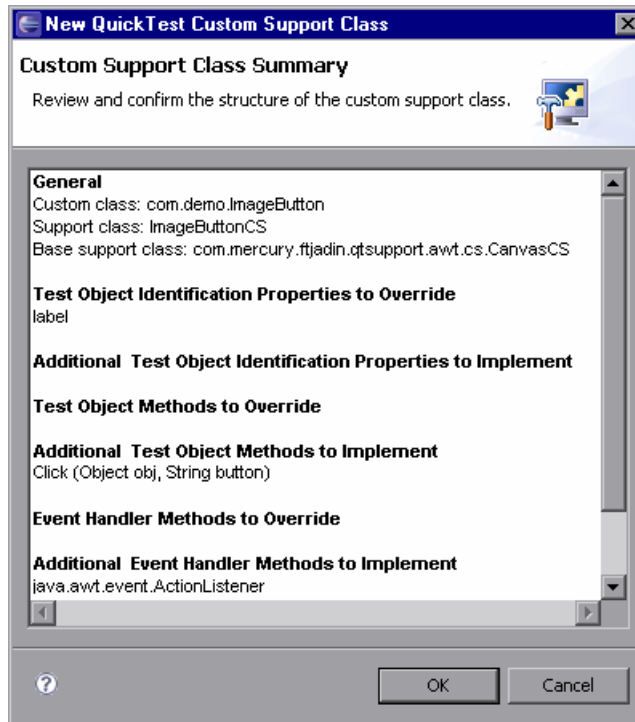 New QuickTest Custom Support Class
Custom Support Class Summary
Review and confirm the structure of the custom support class.
General
Custom class: com.demo.ImageButton
Support class: ImageButtonCS
Base support class: com.mercury.ftjadin.qtsupport.awt.cs.CanvasCS
Test Object Identification Properties to Override
label
Additional Test Object Identification Properties to Implement
Test Object Methods to Override
Additional Test Object Methods to Implement
Click (Object obj, String button)
Event Handler Methods to Override
Additional Event Handler Methods to Implement
java.awt.event.ActionListener
OK
Cancel